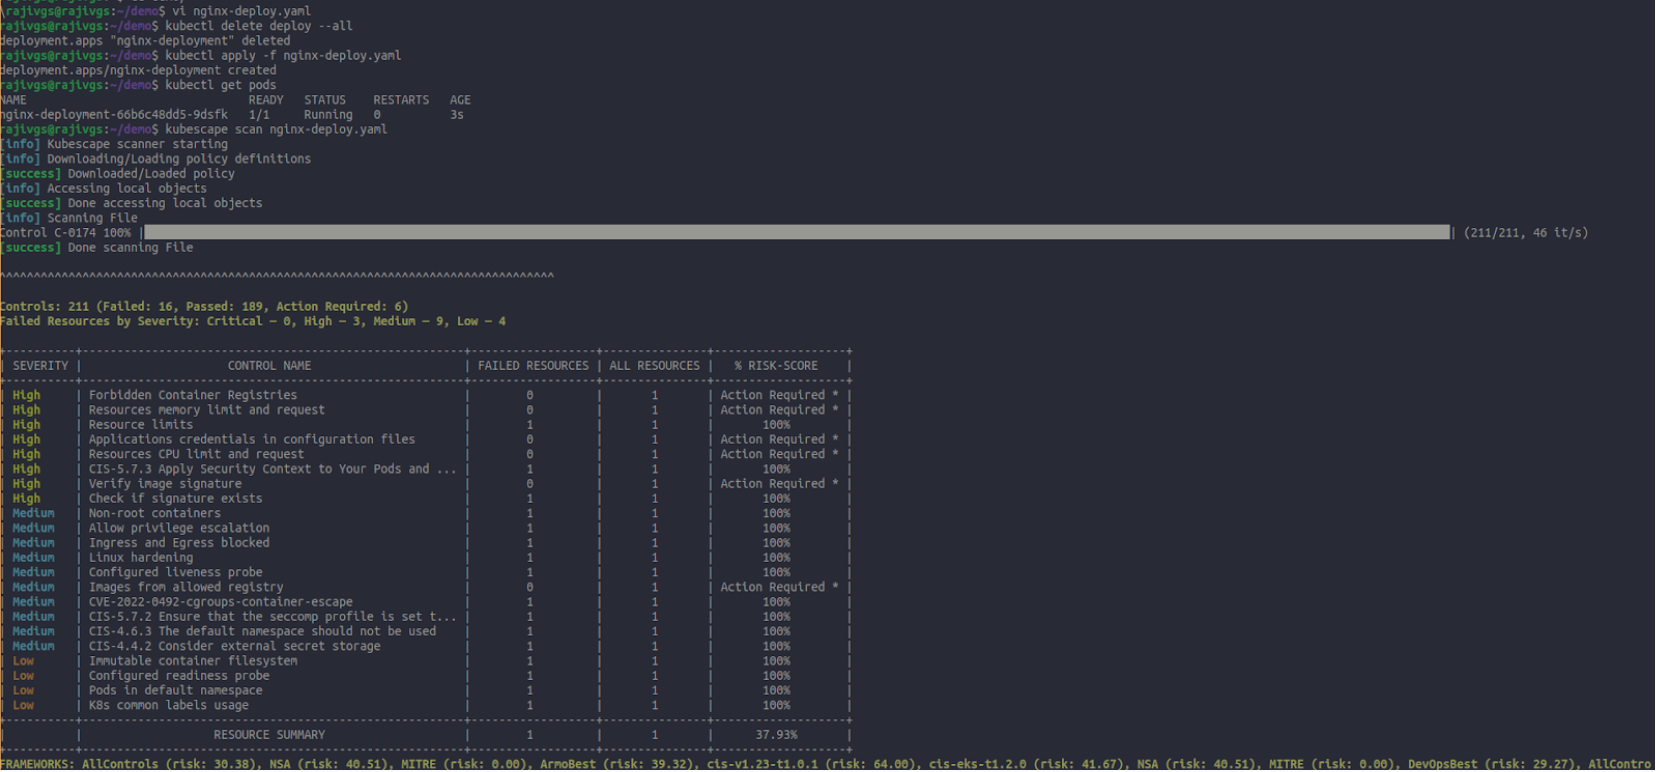 \rajivgs@rajivgs:~/demo$ vi nginx-deploy.yaml
rajivgs@rajivgs:~/demo$ kubectl delete deploy --all
deployment.apps "nginx-deployment" deleted
rajivgs@rajivgs:~/demo$ kubectl apply -f nginx-deploy.yaml
deployment.apps/nginx-deployment created
rajivgs@rajivgs:~/demo$ kubectl get pods
NAME READY STATUS RESTARTS AGE
nginx-deployment-66b6c48dd5-9dsfk 1/1 Running 0 3s
rajivgs@rajivgs:~/demo$ kubescape scan nginx-deploy.yaml
[info] Kubescape scanner starting
[info] Downloading/Loading policy definitions
[success] Downloaded/Loaded policy
[info] Accessing local objects
[success] Done accessing local objects
[info] Scanning File
Control C-0174 100% | | (211/211, 46 it/s)
[success] Done scanning File
^^^^^^^^^^^^^^^^^^^^^^^^^^^^^^^^^^^^^^^^^^^^^^^^^^^^^^^^^^^^^^^^^^^^^^^^^^^^^^^^
Controls: 211 (Failed: 16, Passed: 189, Action Required: 6)
Failed Resources by Severity: Critical — 0, High — 3, Medium — 9, Low — 4
| SEVERITY | CONTROL NAME | FAILED RESOURCES | ALL RESOURCES | % RISK-SCORE |
| High | Forbidden Container Registries | 0 | 1 | Action Required * |
| High | Resources memory limit and request | 0 | 1 | Action Required * |
| High | Resource limits | 1 | 1 | 100% |
| High | Applications credentials in configuration files | 0 | 1 | Action Required * |
| High | Resources CPU limit and request | 0 | 1 | Action Required * |
| High | CIS-5.7.3 Apply Security Context to Your Pods and ... | 1 | 1 | 100% |
| High | Verify image signature | 0 | 1 | Action Required * |
| High | Check if signature exists | 1 | 1 | 100% |
| Medium | Non-root containers | 1 | 1 | 100% |
| Medium | Allow privilege escalation | 1 | 1 | 100% |
| Medium | Ingress and Egress blocked | 1 | 1 | 100% |
| Medium | Linux hardening | 1 | 1 | 100% |
| Medium | Configured liveness probe | 1 | 1 | 100% |
| Medium | Images from allowed registry | 0 | 1 | Action Required * |
| Medium | CVE-2022-0492-cgroups-container-escape | 1 | 1 | 100% |
| Medium | CIS-5.7.2 Ensure that the seccomp profile is set t... | 1 | 1 | 100% |
| Medium | CIS-4.6.3 The default namespace should not be used | 1 | 1 | 100% |
| Medium | CIS-4.4.2 Consider external secret storage | 1 | 1 | 100% |
| Low | Immutable container filesystem | 1 | 1 | 100% |
| Low | Configured readiness probe | 1 | 1 | 100% |
| Low | Pods in default namespace | 1 | 1 | 100% |
| Low | K8s common labels usage | 1 | 1 | 100% |
| | RESOURCE SUMMARY | 1 | 1 | 37.93% |
FRAMEWORKS: AllControls (risk: 30.38), NSA (risk: 40.51), MITRE (risk: 0.00), ArmoBest (risk: 39.32), cis-v1.23-t1.0.1 (risk: 64.00), cis-eks-t1.2.0 (risk: 41.67), NSA (risk: 40.51), MITRE (risk: 0.00), DevOpsBest (risk: 29.27), AllContro